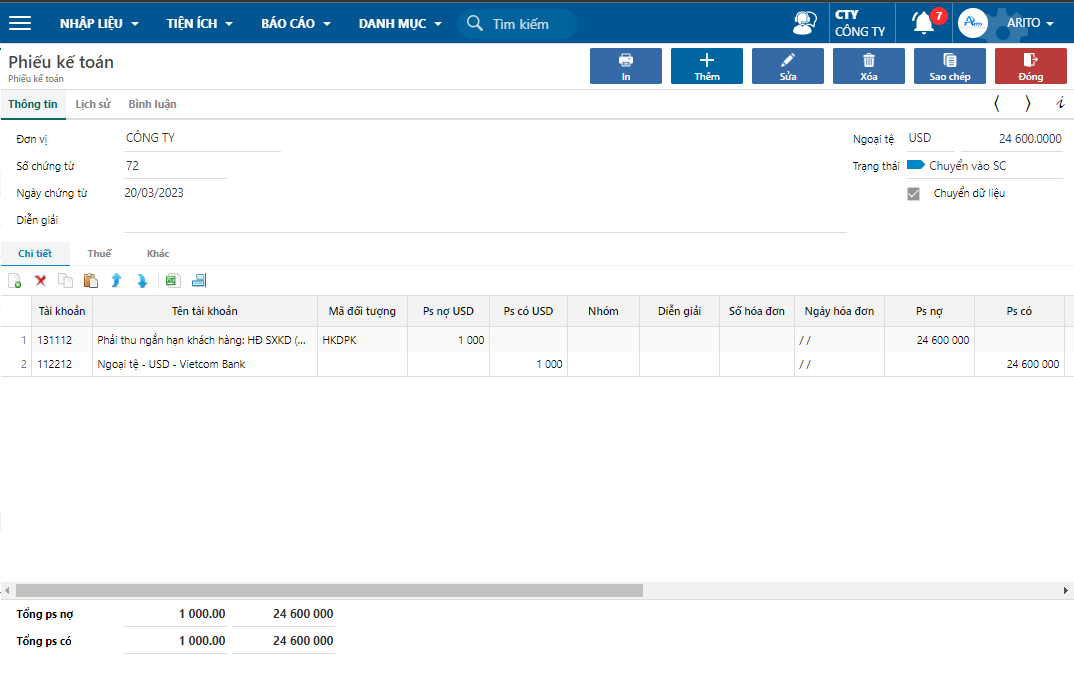 NHẬP LIỆU TIỆN ÍCH BÁO CÁO DANH MỤC Tìm kiếm CTY CÔNG TY 7 Arito ARITO
Phiếu kế toán
Phiếu kế toán
In Thêm Sửa Xóa Sao chép Đóng
Thông tin Lịch sử Bình luận
Đơn vị CÔNG TY Ngoại tệ USD 24 600.0000
Số chứng từ 72 Trạng thái Chuyển vào SC
Ngày chứng từ 20/03/2023 Chuyển dữ liệu
Diễn giải
Chi tiết Thuế Khác
Tài khoản Tên tài khoản Mã đối tượng Ps nợ USD Ps có USD Nhóm Diễn giải Số hóa đơn Ngày hóa đơn Ps nợ Ps có
1 131112 Phải thu ngắn hạn khách hàng: HĐ SXKD (... HKDPK 1 000 / / 24 600 000
2 112212 Ngoại tệ - USD - Vietcom Bank 1 000 / / 24 600 000
Tổng ps nợ 1 000.00 24 600 000
Tổng ps có 1 000.00 24 600 000